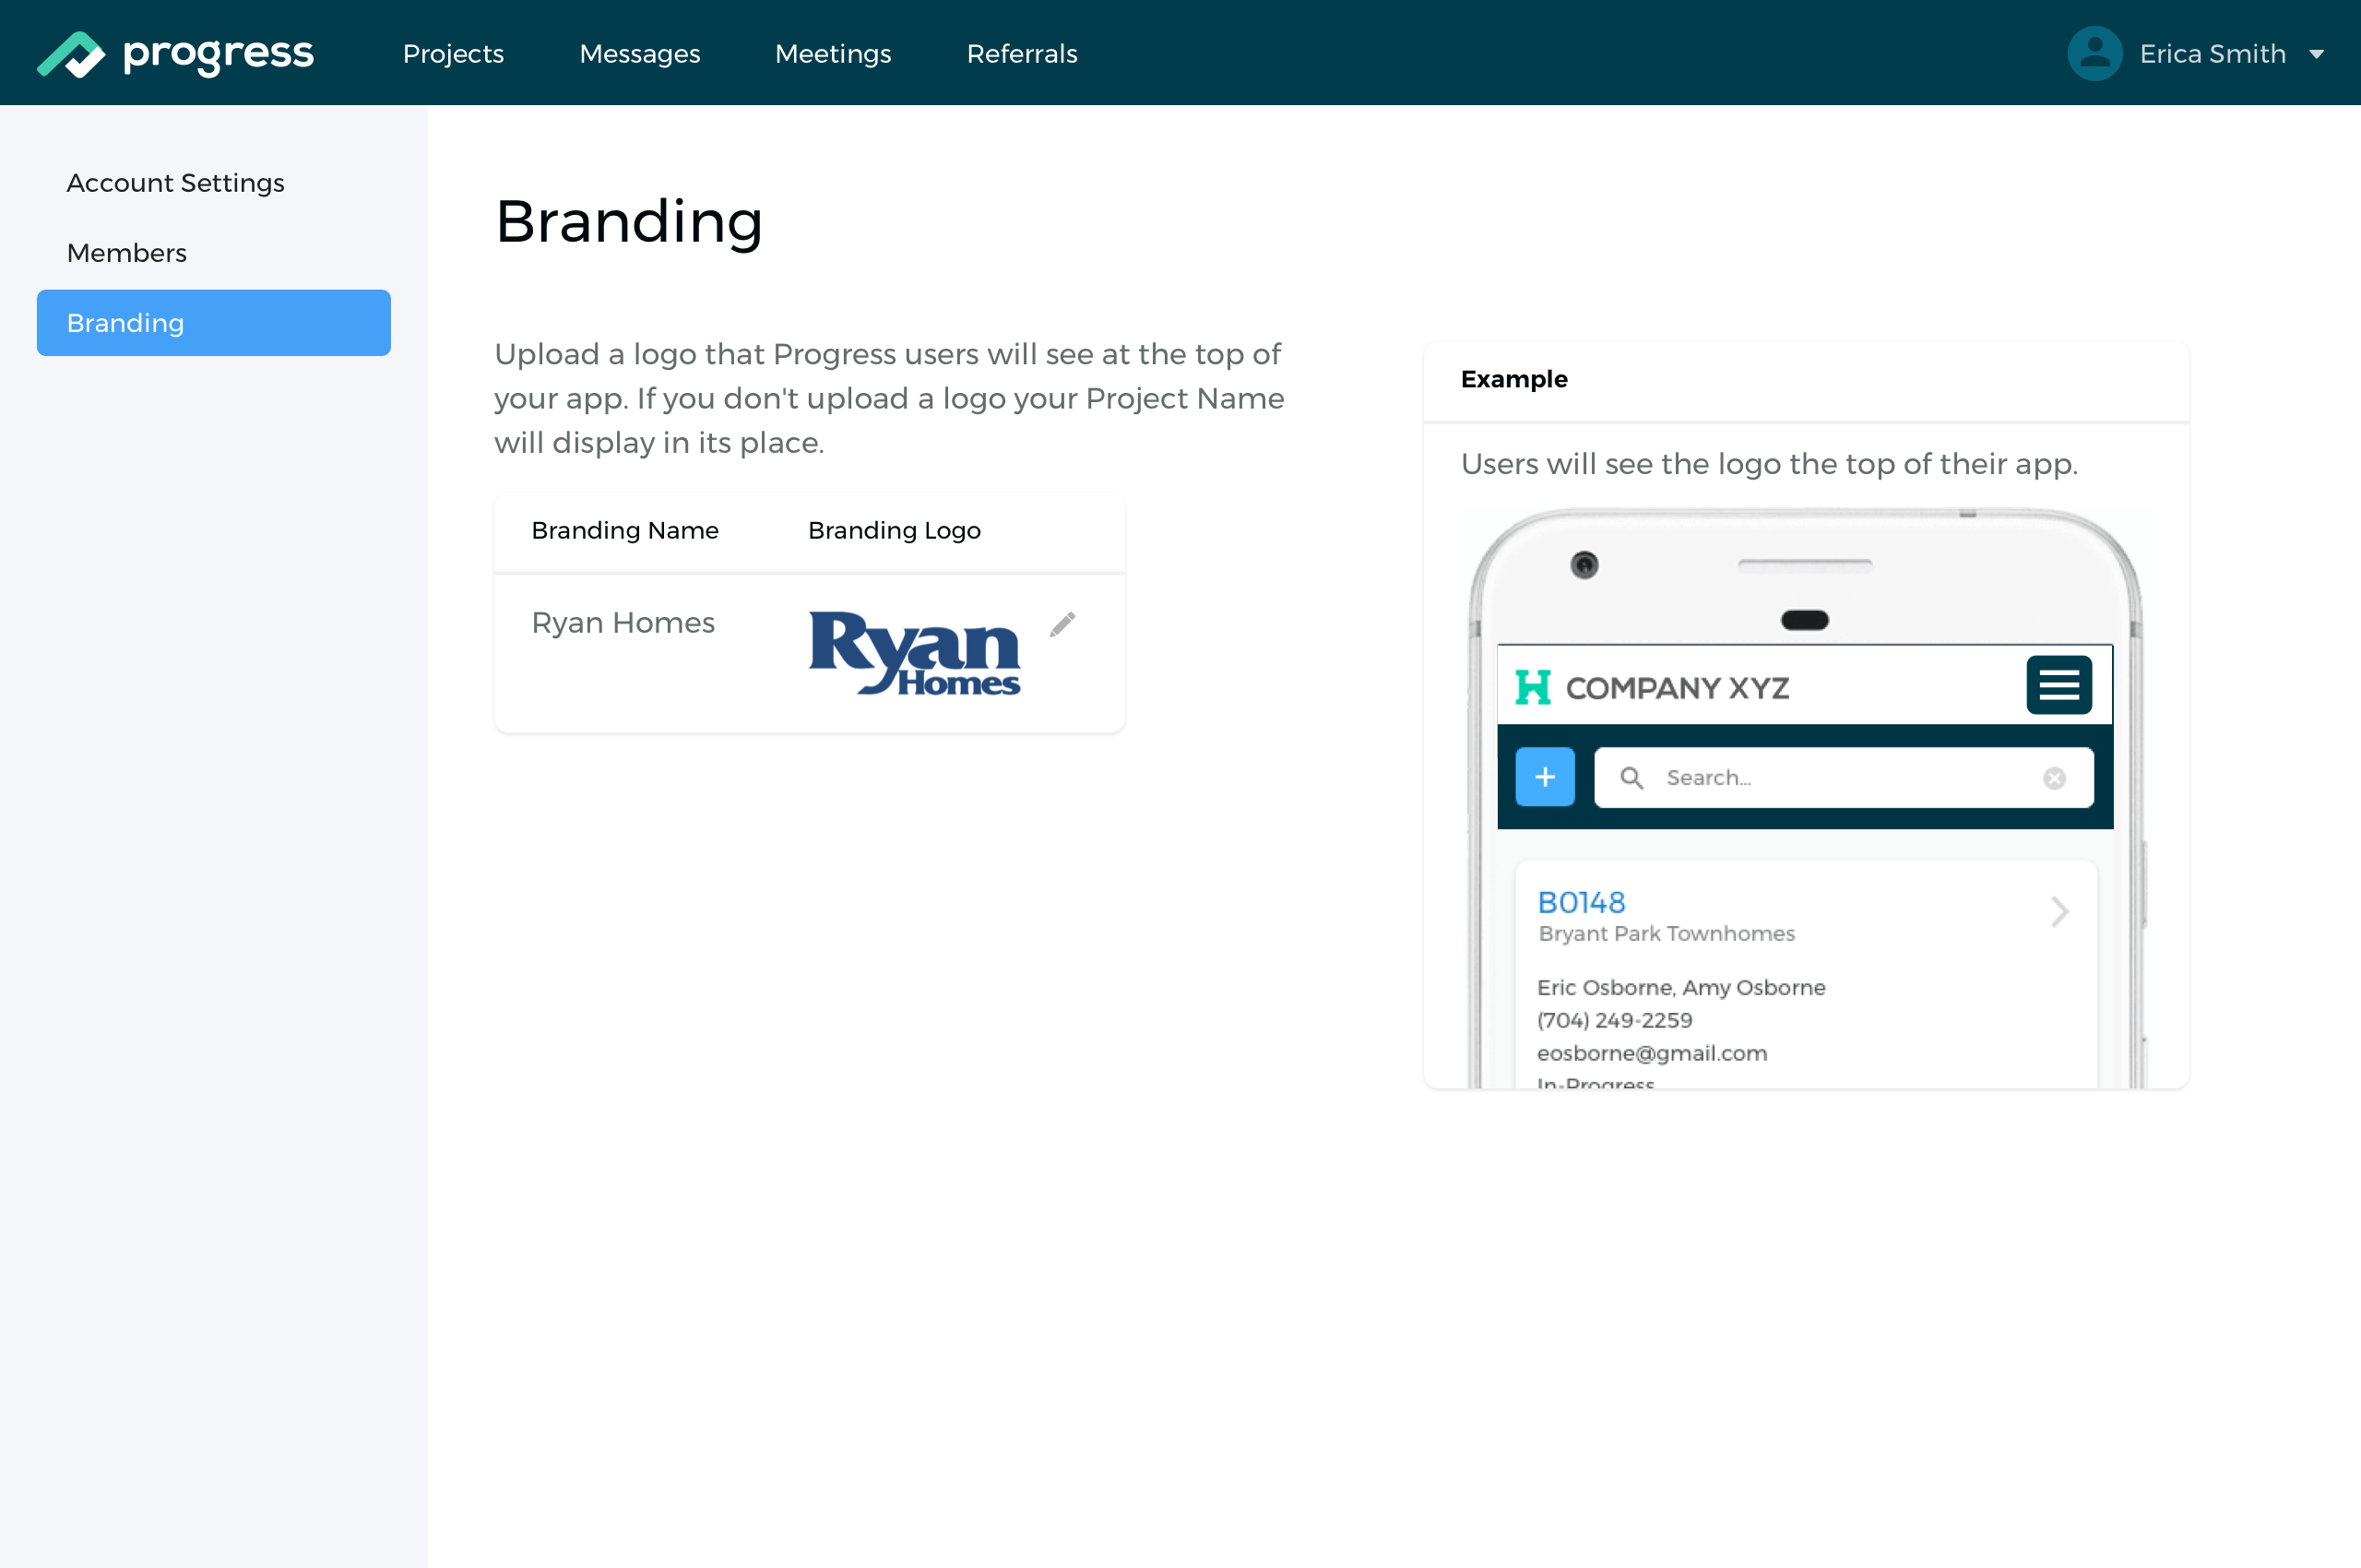 progress
Projects
Messages
Meetings
Referrals
Erica Smith
Account Settings
Members
Branding
Branding
Upload a logo that Progress users will see at the top of
your app. If you don't upload a logo your Project Name
will display in its place.
Branding Name
Branding Logo
Ryan Homes
Ryan
Homes
Example
Users will see the logo the top of their app.
COMPANY XYZ
Search...
B0148
Bryant Park Townhomes
Eric Osborne, Amy Osborne
(704) 249-2259
eosborne@gmail.com
In-Progress